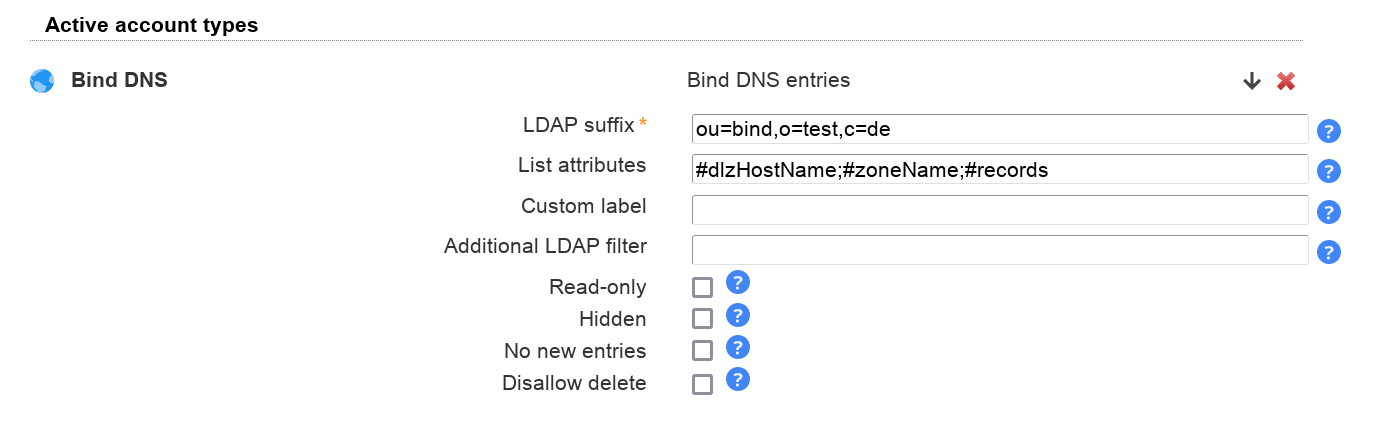 Active account types
Bind DNS Bind DNS entries
LDAP suffix * ou=bind,o=test,c=de ?
List attributes #dlzHostName;#zoneName;#records ?
Custom label ?
Additional LDAP filter ?
Read-only ?
Hidden ?
No new entries ?
Disallow delete ?